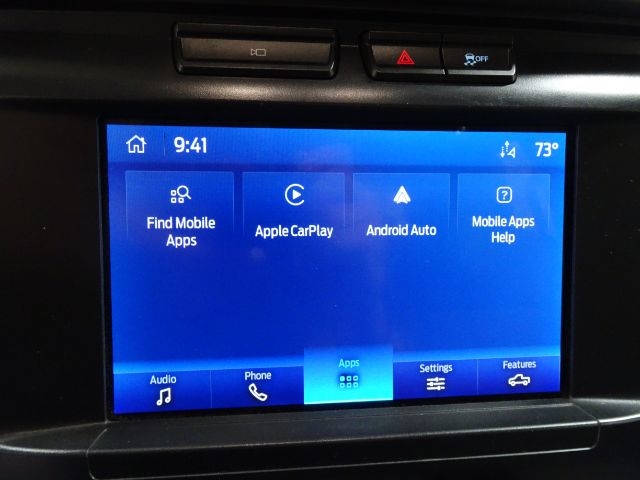 OFF
9:41
73°
Find Mobile
Apps
Apple CarPlay
Android Auto
Mobile Apps
Help
Audio
Phone
Apps
Settings
Features